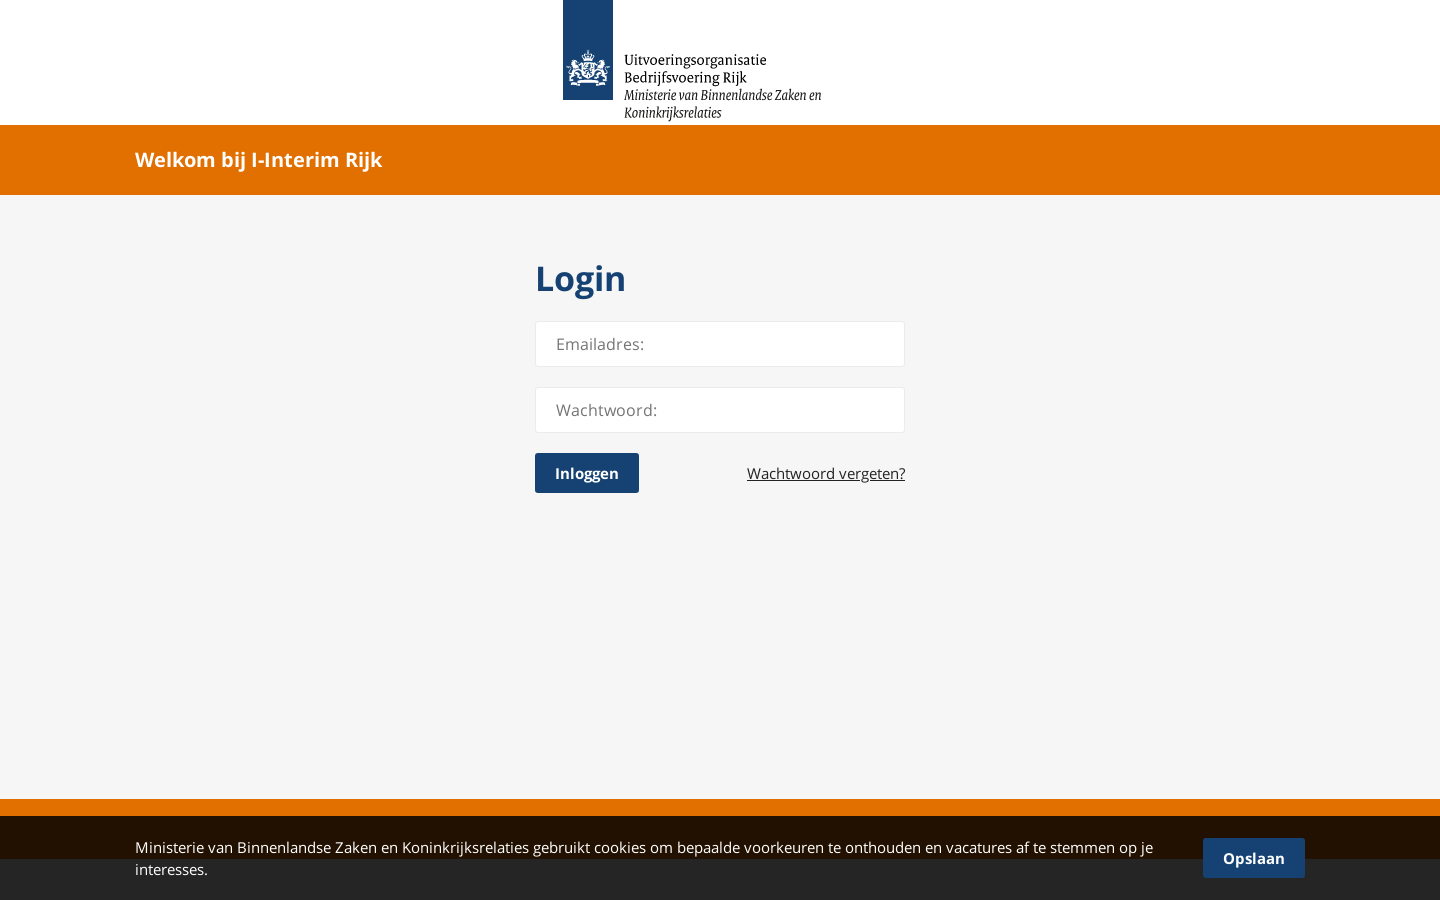 Uitvoeringsorganisatie
Bedrijfsvoering Rijk
Ministerie van Binnenlandse Zaken en
Koninkrijksrelaties
Welkom bij I-Interim Rijk
Login
Emailadres:
Wachtwoord:
Inloggen
Wachtwoord vergeten?
Ministerie van Binnenlandse Zaken en Koninkrijksrelaties gebruikt cookies om bepaalde voorkeuren te onthouden en vacatures af te stemmen op je
interesses.
Opslaan